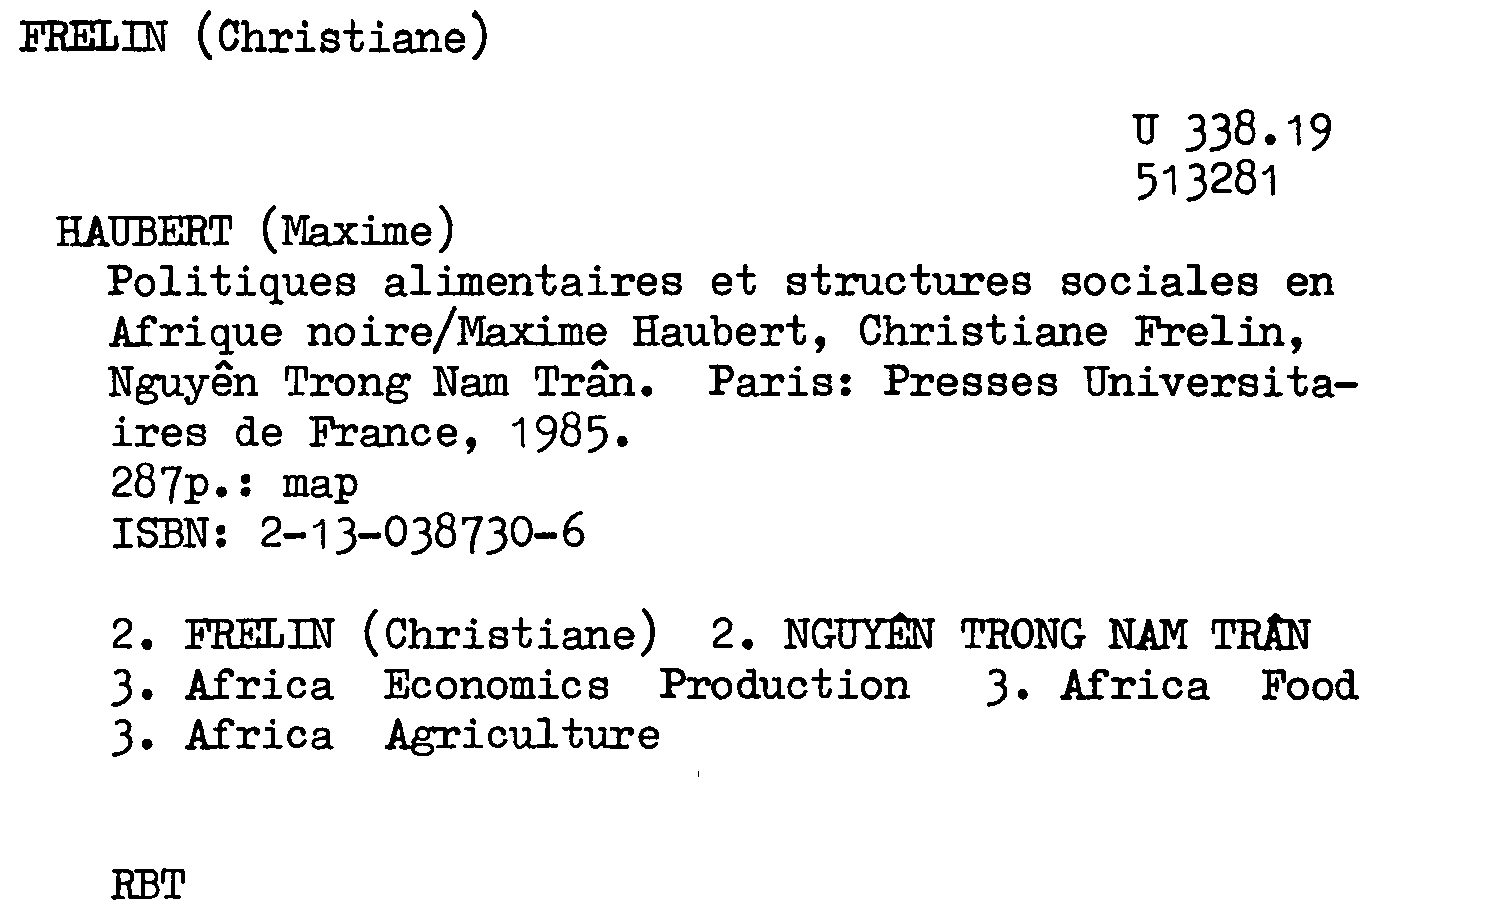 FRELIN (Christiane)
U 338.19
513281
HAUBERT (Maxime)
Politiques alimentaires et structures sociales en
Afrique noire/Maxime Haubert, Christiane Frelin,
Nguyên Trong Nam Trân. Paris: Presses Universita-
ires de France, 1985.
287p.: map
ISBN: 2-13-038730-6
2. FRELIN (Christiane) 2. NGUYÊN TRONG NAM TRÂN
3. Africa Economics Production 3. Africa Food
3. Africa Agriculture
RBT